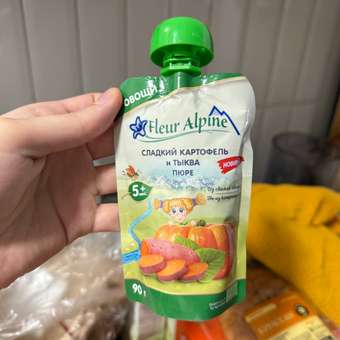 ОВОЩИ
Fleur Alpine
СЛАДКИЙ КАРТОФЕЛЬ
и ТЫКВА
ПЮРЕ
НОВИНКА
5+
90 г